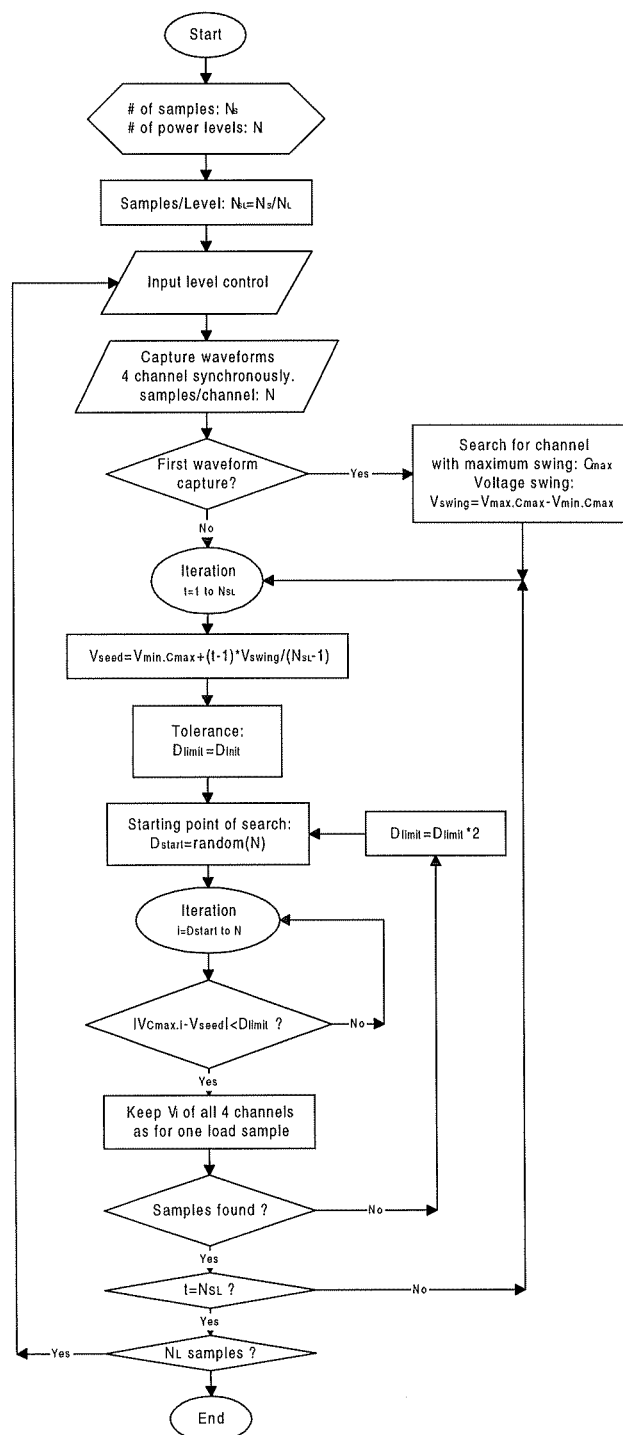 Start
# of samples: Ns
# of power levels: N
Samples/Level: NSL=NS/NL
Input level control
Capture waveforms
4 channel synchronously.
samples/channel: N
First waveform
capture?
Yes
Search for channel
with maximum swing: Cmax
Voltage swing:
Vswing=Vmax.Cmax-Vmin.Cmax
No
Iteration
t=1 to NSL
Vseed=Vmin.Cmax+(t-1)*Vswing/(NSL-1)
Tolerance:
Dlimit=Dinit
Starting point of search:
Dstart=random(N)
Dlimit=Dlimit*2
Iteration
i=Dstart to N
|VCmax.i-Vseed|<Dlimit ?
No
Yes
Keep Vi of all 4 channels
as for one load sample
Samples found ?
No
Yes
t=NSL ?
No
Yes
NL samples ?
Yes
End